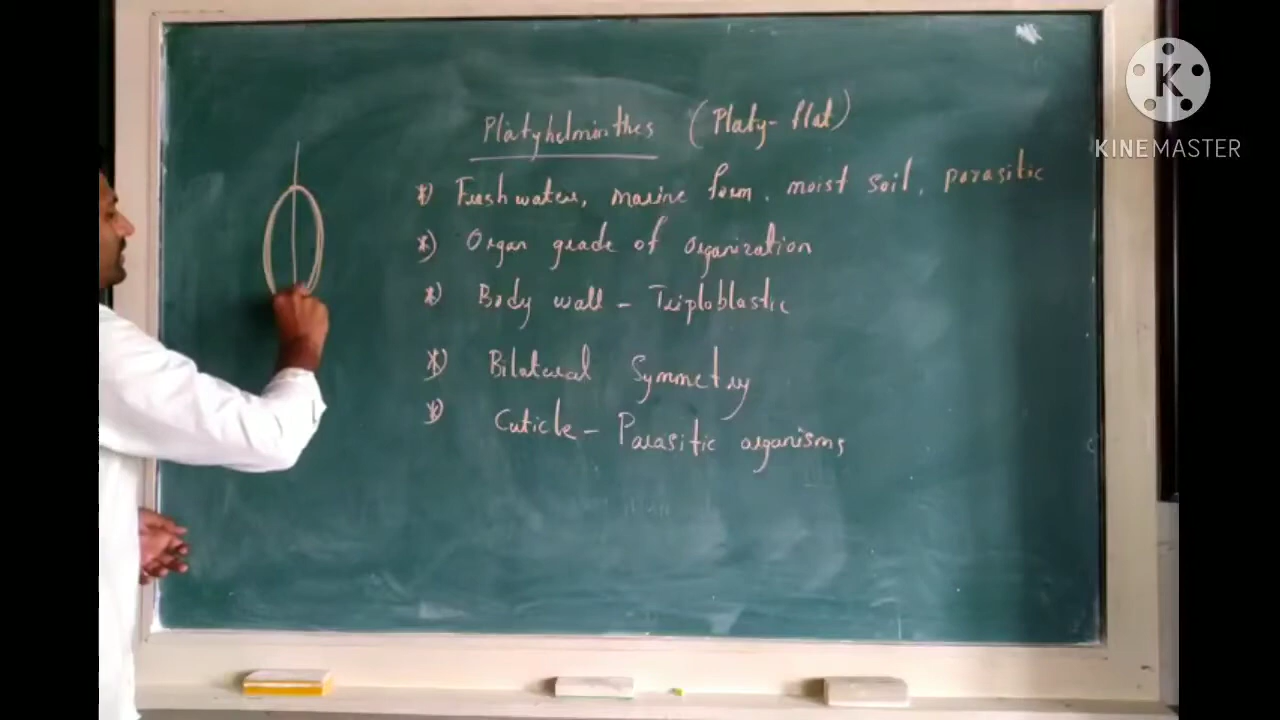 Platyhelminthes (Platy-flat)
*) Freshwater, marine form, moist soil, parasitic
*) Organ grade of organization
*) Body wall - Triploblastic
*) Bilateral Symmetry
*) Cuticle - Parasitic organisms
K
KINEMASTER